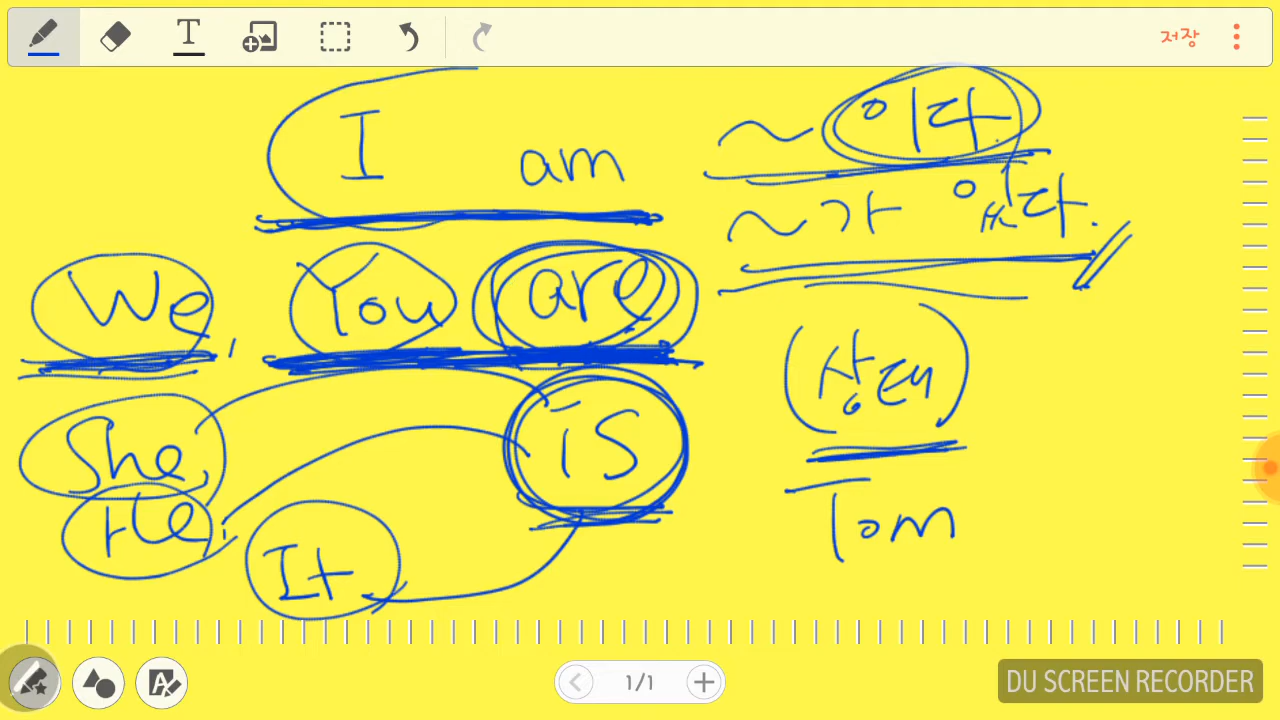 T
저장
I am ~이다
~가 있다.
We, You are
(상태)
She, is
He, It
Tom
A
1/1
DU SCREEN RECORDER